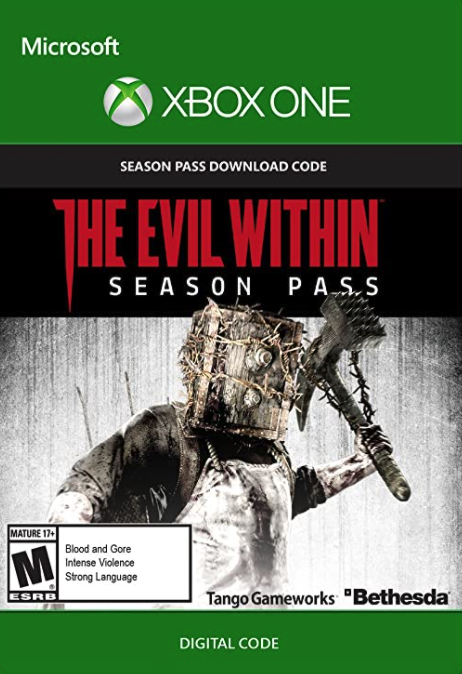 Microsoft
XBOX ONE
SEASON PASS DOWNLOAD CODE
THE EVIL WITHIN
SEASON PASS
MATURE 17+
M
ESRB
Blood and Gore
Intense Violence
Strong Language
Tango Gameworks
Bethesda
DIGITAL CODE